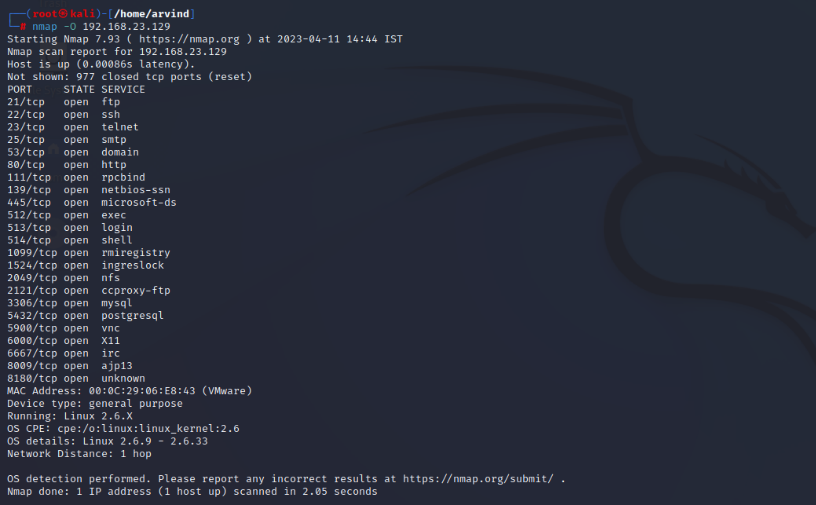 ┌──(root㉿kali)-[/home/arvind]
└─# nmap -O 192.168.23.129
Starting Nmap 7.93 ( https://nmap.org ) at 2023-04-11 14:44 IST
Nmap scan report for 192.168.23.129
Host is up (0.00086s latency).
Not shown: 977 closed tcp ports (reset)
PORT     STATE SERVICE
21/tcp   open  ftp
22/tcp   open  ssh
23/tcp   open  telnet
25/tcp   open  smtp
53/tcp   open  domain
80/tcp   open  http
111/tcp  open  rpcbind
139/tcp  open  netbios-ssn
445/tcp  open  microsoft-ds
512/tcp  open  exec
513/tcp  open  login
514/tcp  open  shell
1099/tcp open  rmiregistry
1524/tcp open  ingreslock
2049/tcp open  nfs
2121/tcp open  ccproxy-ftp
3306/tcp open  mysql
5432/tcp open  postgresql
5900/tcp open  vnc
6000/tcp open  X11
6667/tcp open  irc
8009/tcp open  ajp13
8180/tcp open  unknown
MAC Address: 00:0C:29:06:E8:43 (VMware)
Device type: general purpose
Running: Linux 2.6.X
OS CPE: cpe:/o:linux:linux_kernel:2.6
OS details: Linux 2.6.9 - 2.6.33
Network Distance: 1 hop
OS detection performed. Please report any incorrect results at https://nmap.org/submit/ .
Nmap done: 1 IP address (1 host up) scanned in 2.05 seconds